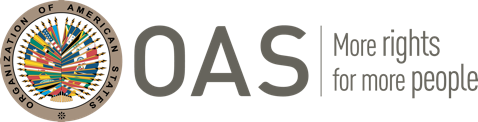 ORGANIZATION OF AMERICAN STATES
OAS
More rights
for more people